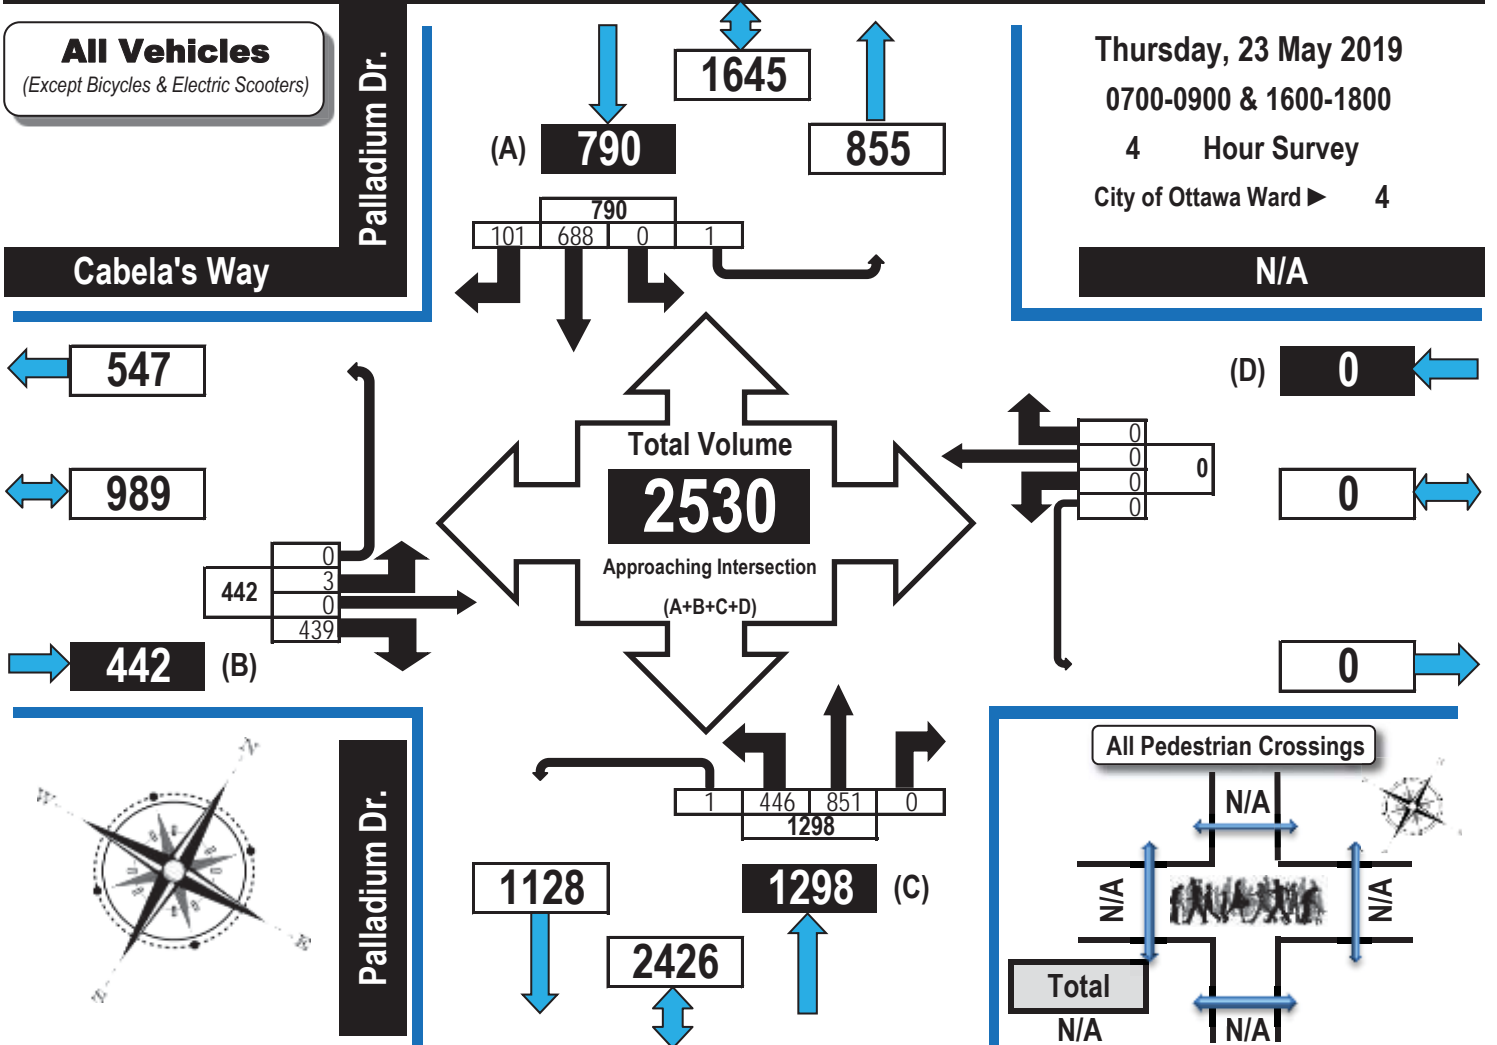 All Vehicles
(Except Bicycles & Electric Scooters)
Palladium Dr.
Cabela's Way
1645
(A) 790
855
790
101 688 0 1
Thursday, 23 May 2019
0700-0900 & 1600-1800
4 Hour Survey
City of Ottawa Ward ► 4
N/A
547
989
0
3
0
439
442
442 (B)
Total Volume
2530
Approaching Intersection
(A+B+C+D)
(D) 0
0
0
0
0
0
0
0
N
W
E
S
Palladium Dr.
1 446 851 0
1298
1128
1298 (C)
2426
All Pedestrian Crossings
N/A
N/A
N/A
Total
N/A
N/A